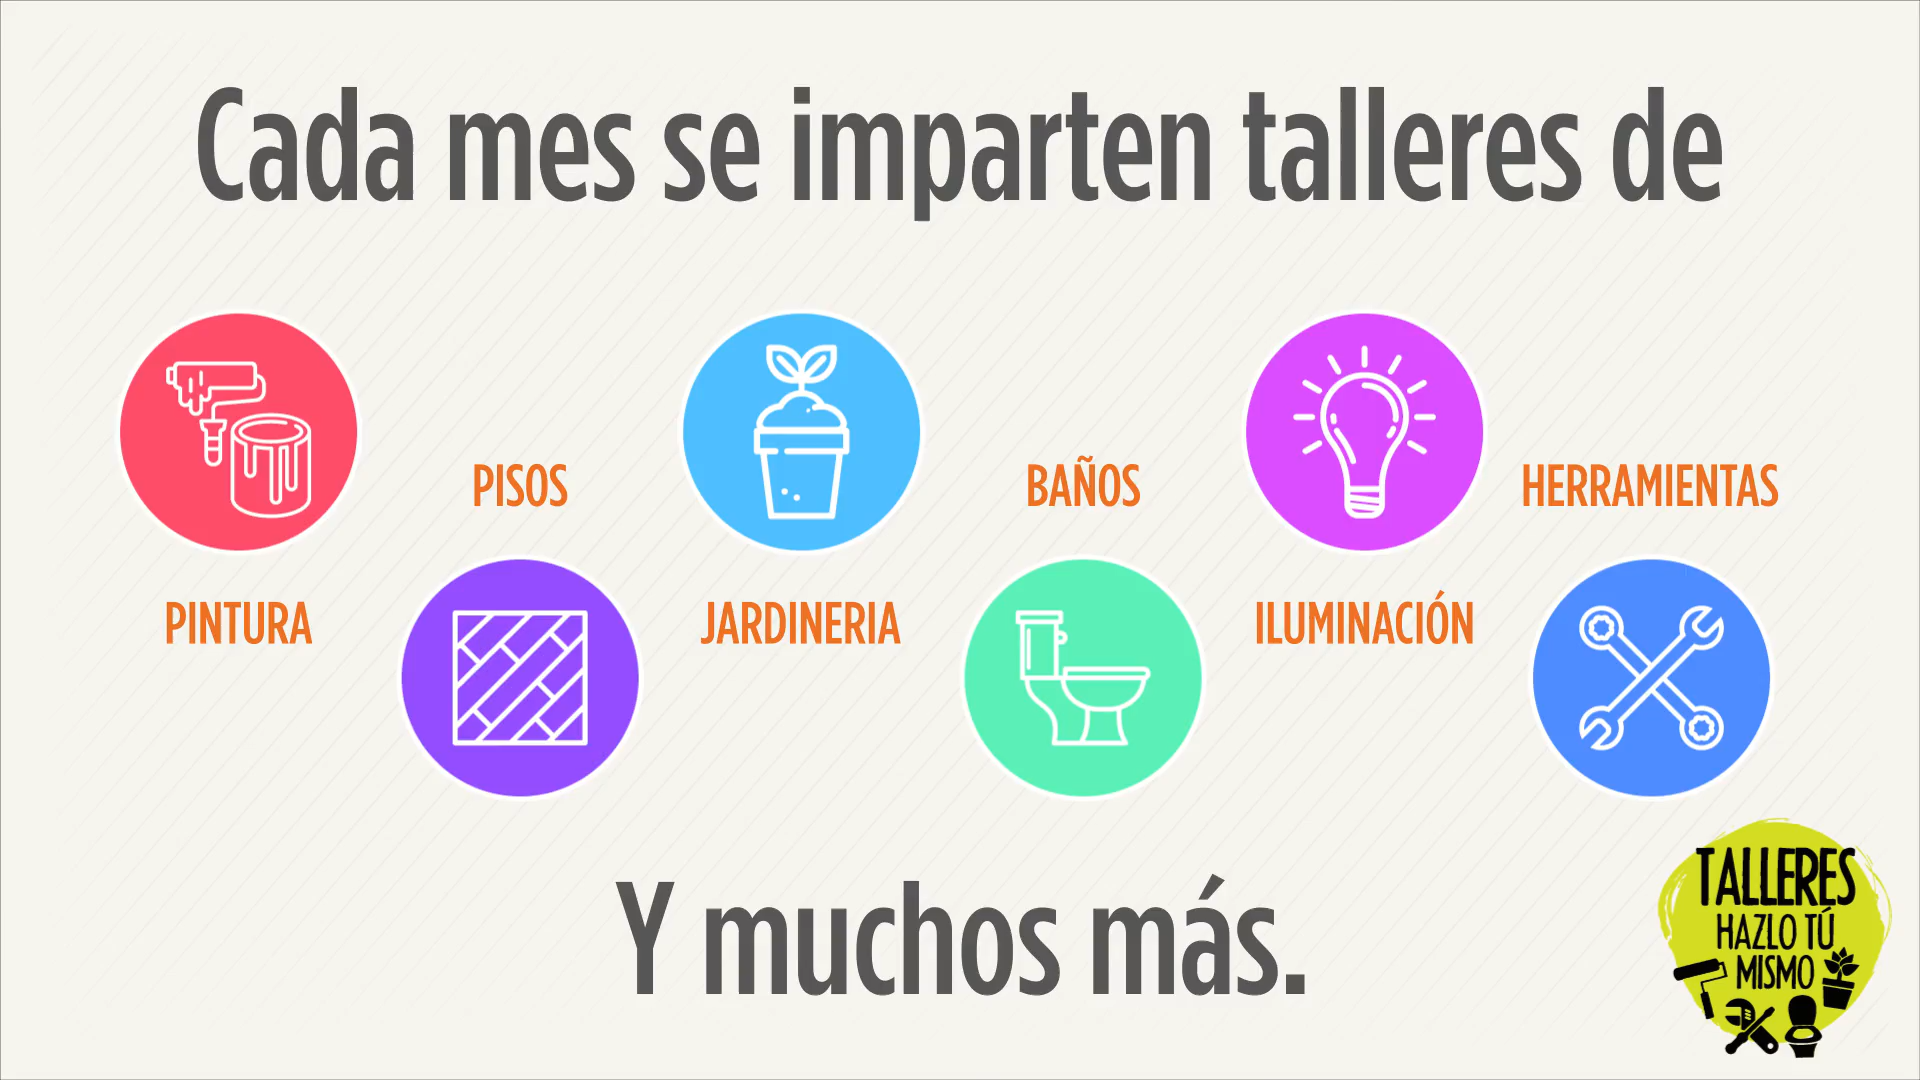 Cada mes se imparten talleres de
PINTURA
PISOS
JARDINERIA
BAÑOS
ILUMINACIÓN
HERRAMIENTAS
Y muchos más.
TALLERES
HAZLO TÚ
MISMO